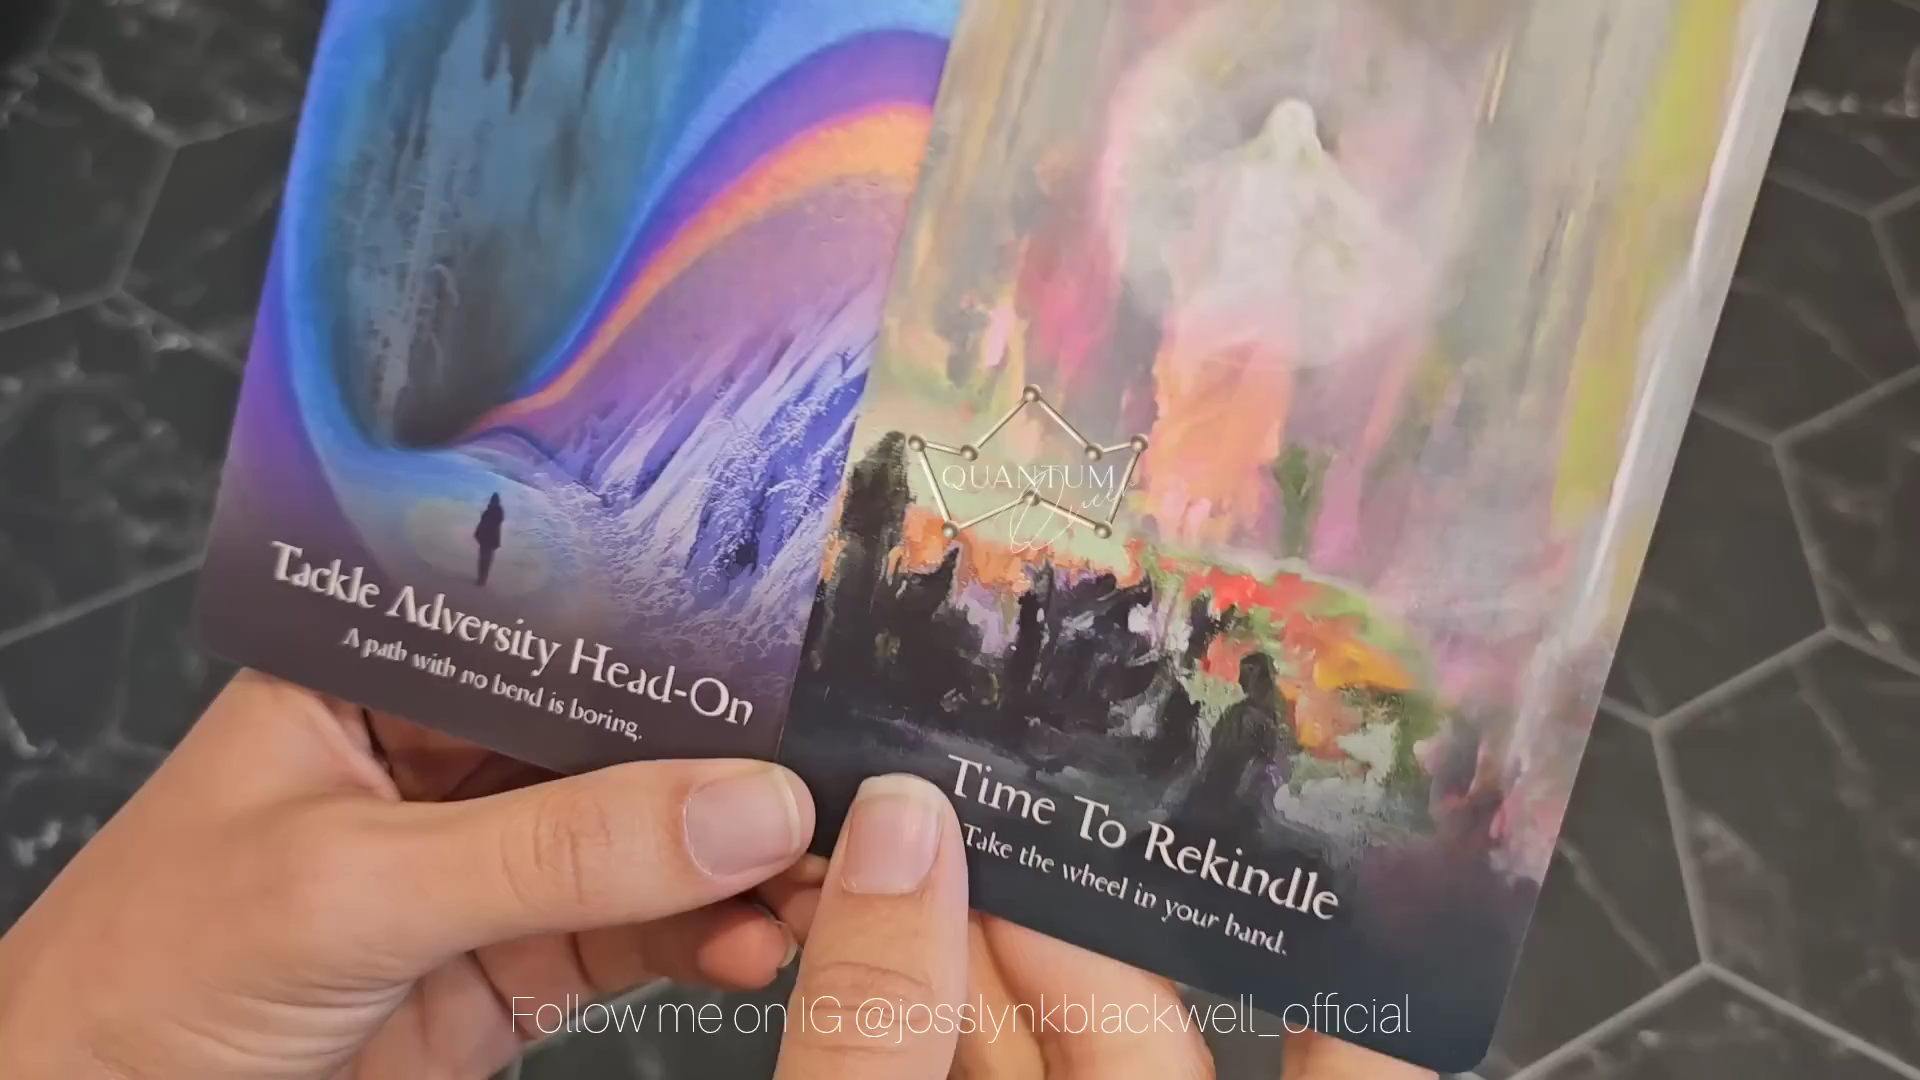 Tackle Adversity Head-On
A path with no bend is boring.
QUANTUM
Queen
Time To Rekindle
Take the wheel in your hand.
Follow me on IG @josslynkblackwell_official